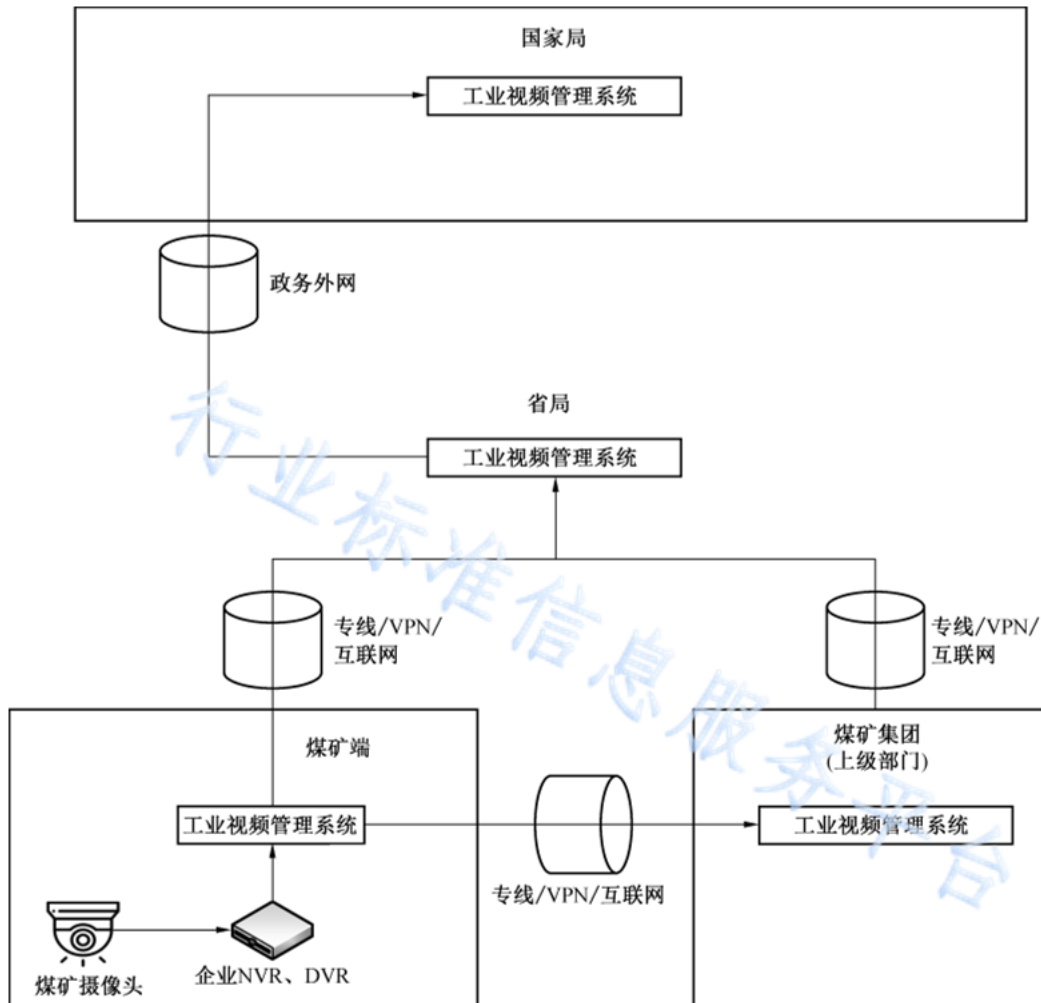 国家局
工业视频管理系统
政务外网
省局
工业视频管理系统
专线/VPN/
互联网
专线/VPN/
互联网
煤矿端
煤矿集团
(上级部门)
工业视频管理系统
工业视频管理系统
专线/VPN/互联网
煤矿摄像头
企业NVR、DVR
行业标准信息服务平台